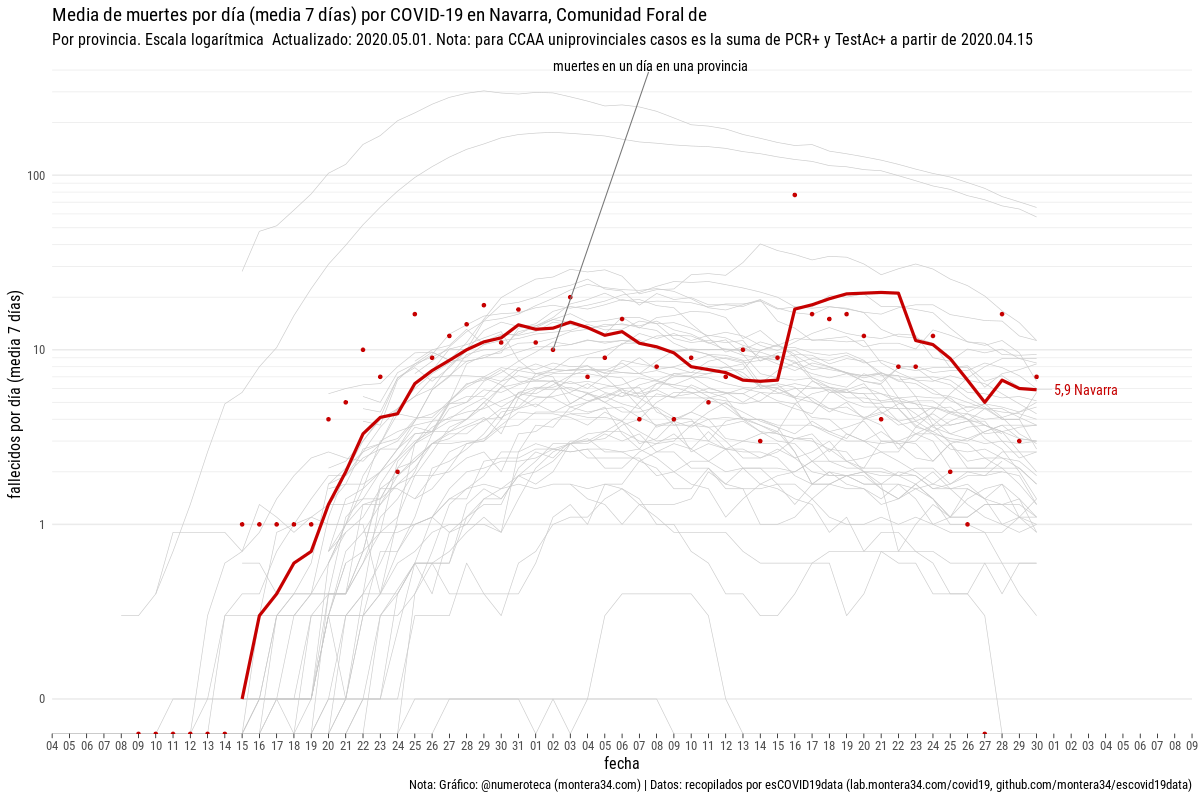 Media de muertes por día (media 7 días) por COVID-19 en Navarra, Comunidad Foral de
Por provincia. Escala logarítmica  Actualizado: 2020.05.01. Nota: para CCAA uniprovinciales casos es la suma de PCR+ y TestAc+ a partir de 2020.04.15
muertes en un día en una provincia
fallecidos por día (media  7 días)
100
10
1
0
5,9 Navarra
04 05 06 07 08 09 10 11 12 13 14 15 16 17 18 19 20 21 22 23 24 25 26 27 28 29 30 31 01 02 03 04 05 06 07 08 09 10 11 12 13 14 15 16 17 18 19 20 21 22 23 24 25 26 27 28 29 30 01 02 03 04 05 06 07 08 09
fecha
Nota: Gráfico: @numeroteca (montera34.com) | Datos: recopilados por esCOVID19data (lab.montera34.com/covid19, github.com/montera34/escovid19data)